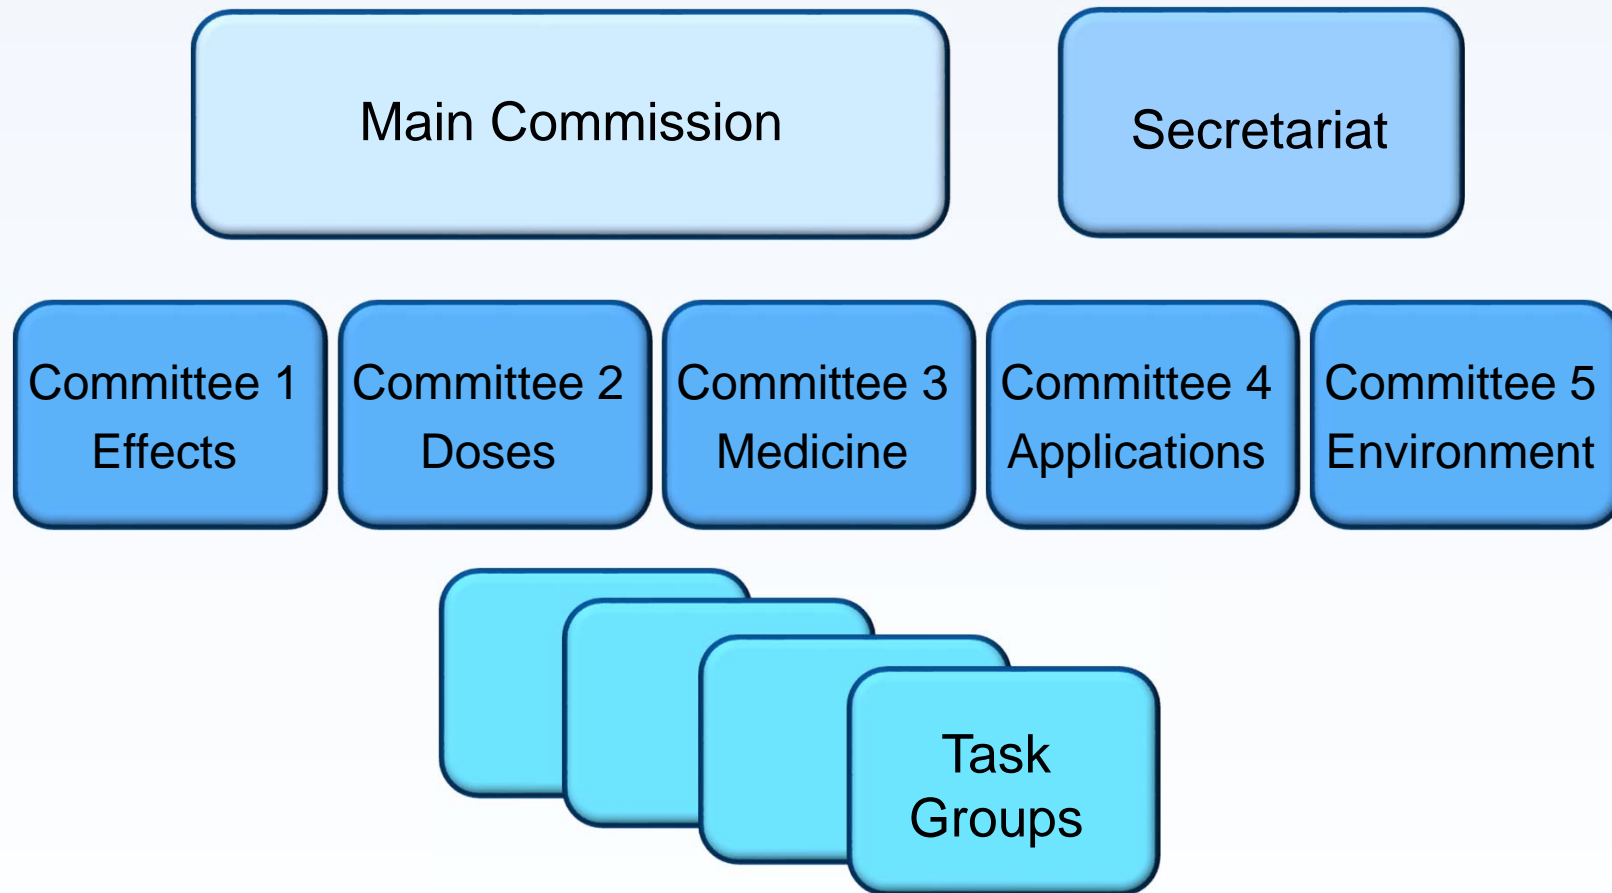 Main Commission
Secretariat
Committee 1
Effects
Committee 2
Doses
Committee 3
Medicine
Committee 4
Applications
Committee 5
Environment
Task
Groups